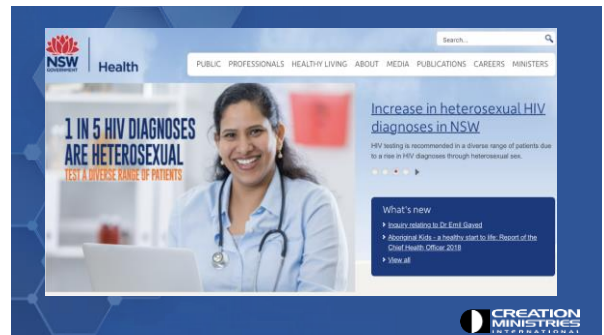 Search...
NSW
GOVERNMENT
Health
PUBLIC PROFESSIONALS HEALTHY LIVING ABOUT MEDIA PUBLICATIONS CAREERS MINISTERS
1 IN 5 HIV DIAGNOSES
ARE HETEROSEXUAL
TEST A DIVERSE RANGE OF PATIENTS
Increase in heterosexual HIV
diagnoses in NSW
HIV testing is recommended in a diverse range of patients due
to a rise in HIV diagnoses through heterosexual sex.
What's new
Inquiry relating to Dr Emil Gayed
Aboriginal Kids - a healthy start to life: Report of the
Chief Health Officer 2018
View all
CREATION
MINISTRIES
INTERNATIONAL